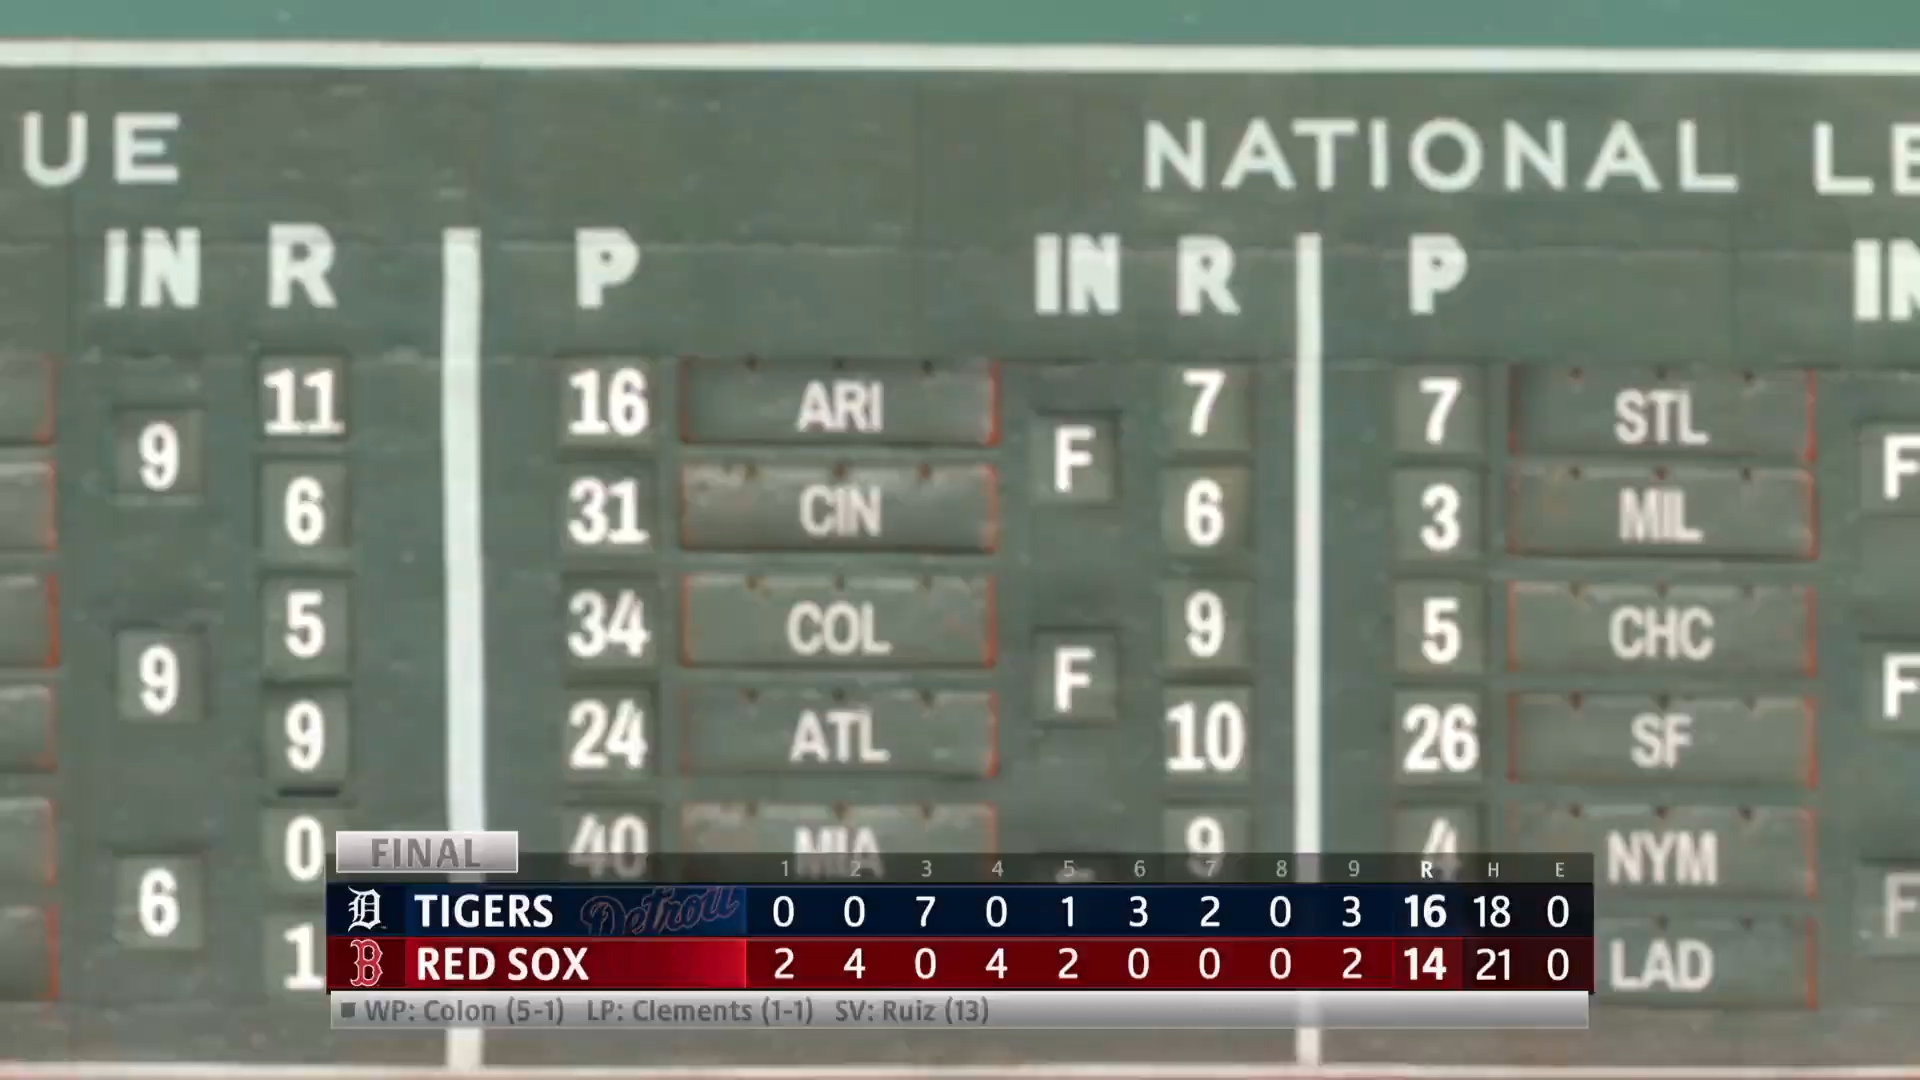 UE NATIONAL LE
IN R P IN R P IN
11 16 ARI 7 7 STL
9 F F
6 31 CIN 6 3 MIL
5 34 COL 9 5 CHC
9 F F
9 24 ATL 10 26 SF
0 40 MIA 9 4 NYM
6 F
1 LAD
FINAL
1 2 3 4 5 6 7 8 9 R H E
D TIGERS Detroit 0 0 7 0 1 3 2 0 3 16 18 0
B RED SOX 2 4 0 4 2 0 0 0 2 14 21 0
WP: Colon (5-1) LP: Clements (1-1) SV: Ruiz (13)